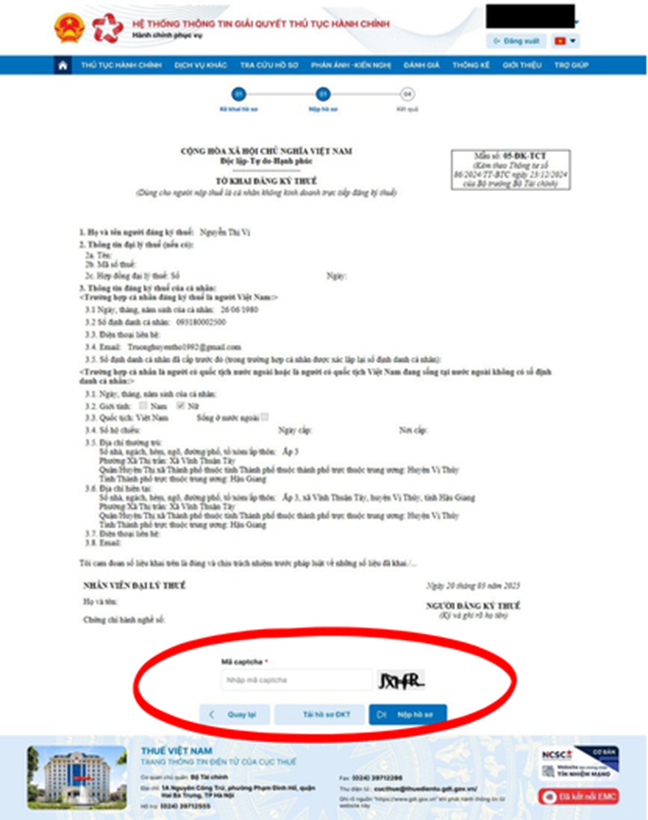 HỆ THỐNG THÔNG TIN GIẢI QUYẾT THỦ TỤC HÀNH CHÍNH
Hành chính phục vụ
Đăng xuất
THỦ TỤC HÀNH CHÍNH DỊCH VỤ KHÁC TRA CỨU HỒ SƠ PHẢN ÁNH -KIẾN NGHỊ ĐÁNH GIÁ THỐNG KÊ GIỚI THIỆU TRỢ GIÚP
Kê khai hồ sơ Nộp hồ sơ Kết quả
CỘNG HÒA XÃ HỘI CHỦ NGHĨA VIỆT NAM
Độc lập-Tự do-Hạnh phúc
TỜ KHAI ĐĂNG KÝ THUẾ
(Dùng cho người nộp thuế là cá nhân không kinh doanh trực tiếp đăng ký thuế)
Mẫu số: 05-ĐK-TCT
(Kèm theo Thông tư số
86/2024/TT-BTC ngày 23/12/2024
của Bộ trưởng Bộ Tài chính)
1. Họ và tên người đăng ký thuế: Nguyễn Thị Vị
2. Thông tin đại lý thuế (nếu có):
2a. Tên:
2b. Mã số thuế:
2c. Hợp đồng đại lý thuế: Số Ngày:
3. Thông tin đăng ký thuế của cá nhân:
<Trường hợp cá nhân đăng ký thuế là người Việt Nam:>
3.1 Ngày, tháng, năm sinh của cá nhân: 26/06/1980
3.2 Số định danh cá nhân: 093180002500
3.3. Điện thoại liên hệ:
3.4. Email: Truonghuyentho1992@gmail.com
3.5. Số định danh cá nhân đã cấp trước đó (trong trường hợp cá nhân được xác lập lại số định danh cá nhân):
<Trường hợp cá nhân là người có quốc tịch nước ngoài hoặc là người có quốc tịch Việt Nam đang sống tại nước ngoài không có số định
danh cá nhân:>
3.1. Ngày, tháng, năm sinh của cá nhân:
3.2. Giới tính: Nam Nữ
3.3. Quốc tịch: Việt Nam Sống ở nước ngoài
3.4. Số hộ chiếu: Ngày cấp: Nơi cấp:
3.5. Địa chỉ thường trú:
Số nhà, ngách, hẻm, ngõ, đường phố, tổ/xóm/ấp/thôn: Ấp 3
Phường/Xã/Thị trấn: Xã Vĩnh Thuận Tây
Quận/Huyện/Thị xã/Thành phố thuộc tỉnh/Thành phố thuộc thành phố trực thuộc trung ương: Huyện Vị Thủy
Tỉnh/Thành phố trực thuộc trung ương: Hậu Giang
3.6. Địa chỉ hiện tại:
Số nhà, ngách, hẻm, ngõ, đường phố, tổ/xóm/ấp/thôn: Ấp 3, xã Vĩnh Thuận Tây, huyện Vị Thủy, tỉnh Hậu Giang
Phường/Xã/Thị trấn: Xã Vĩnh Thuận Tây
Quận/Huyện/Thị xã/Thành phố thuộc tỉnh/Thành phố thuộc thành phố trực thuộc trung ương: Huyện Vị Thủy
Tỉnh/Thành phố trực thuộc trung ương: Hậu Giang
3.7. Điện thoại liên hệ:
3.8. Email:
Tôi cam đoan số liệu khai trên là đúng và chịu trách nhiệm trước pháp luật về những số liệu đã khai./...
NHÂN VIÊN ĐẠI LÝ THUẾ
Họ và tên:
Chứng chỉ hành nghề số:
Ngày 20 tháng 03 năm 2025
NGƯỜI ĐĂNG KÝ THUẾ
(Ký và ghi rõ họ tên)
Mã captcha *
Nhập mã captcha
Quay lại Tải hồ sơ ĐKT Nộp hồ sơ
THUẾ VIỆT NAM
TRANG THÔNG TIN ĐIỆN TỬ CỦA CỤC THUẾ
Cơ quan chủ quản: Bộ Tài chính
Địa chỉ: 1A Nguyễn Công Trứ, phường Phạm Đình Hổ, quận
Hai Bà Trưng, TP Hà Nội
Hỗ trợ: (024) 39712555
Fax: (024) 39712286
Thư điện tử: cucthue@thuedientu.gdt.gov.vn/
Ghi rõ nguồn "https://www.gdt.gov.vn" khi phát hành thông tin từ
website này
NCSC
CƠ BẢN
TÍN NHIỆM MẠNG
Đã kết nối EMC